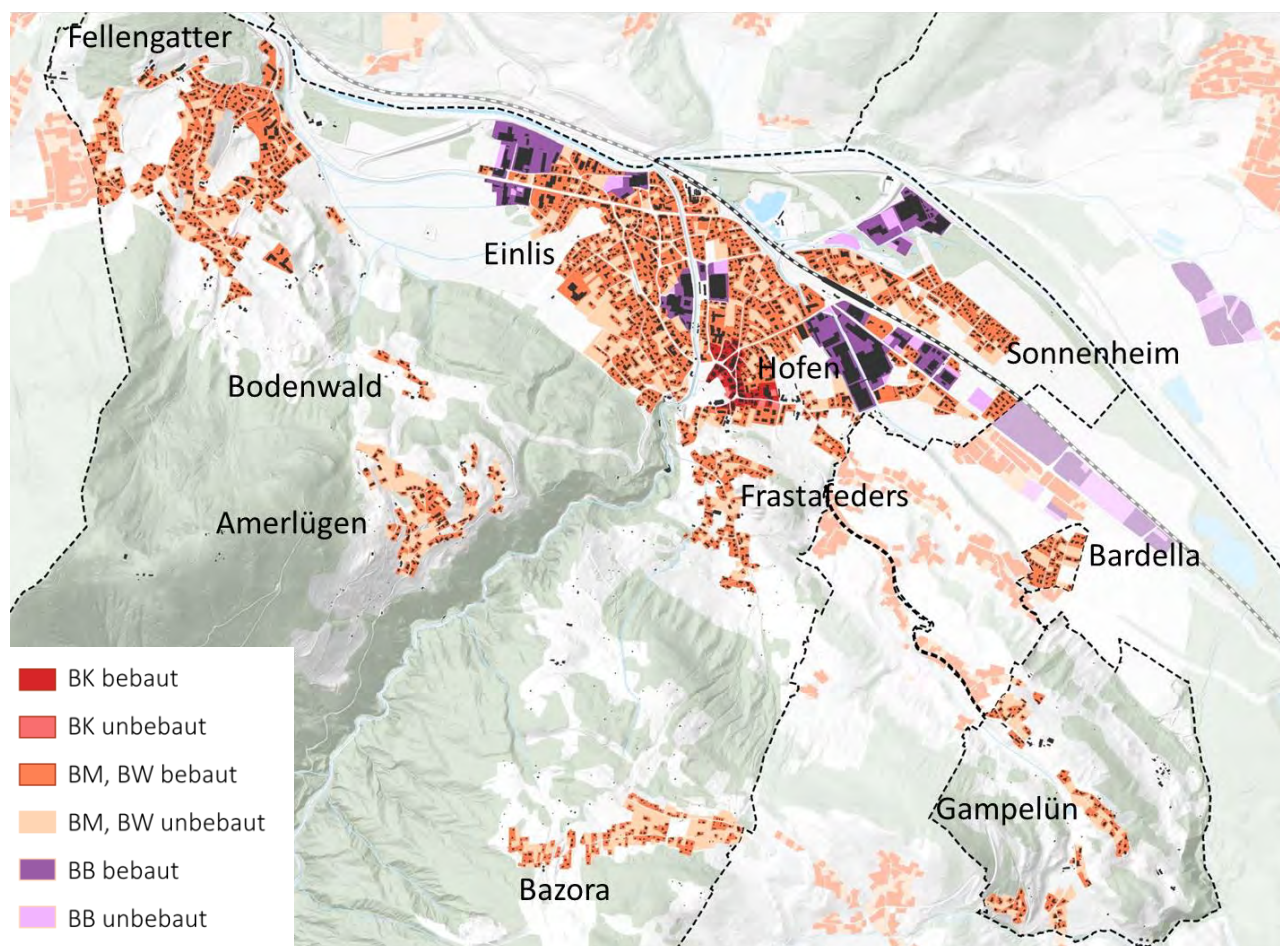 Fellengatter
Einlis
Bodenwald
Hofen
Sonnenheim
Amerlügen
Frastafeders
Bardella
Gampelün
Bazora
BK bebaut
BK unbebaut
BM, BW bebaut
BM, BW unbebaut
BB bebaut
BB unbebaut